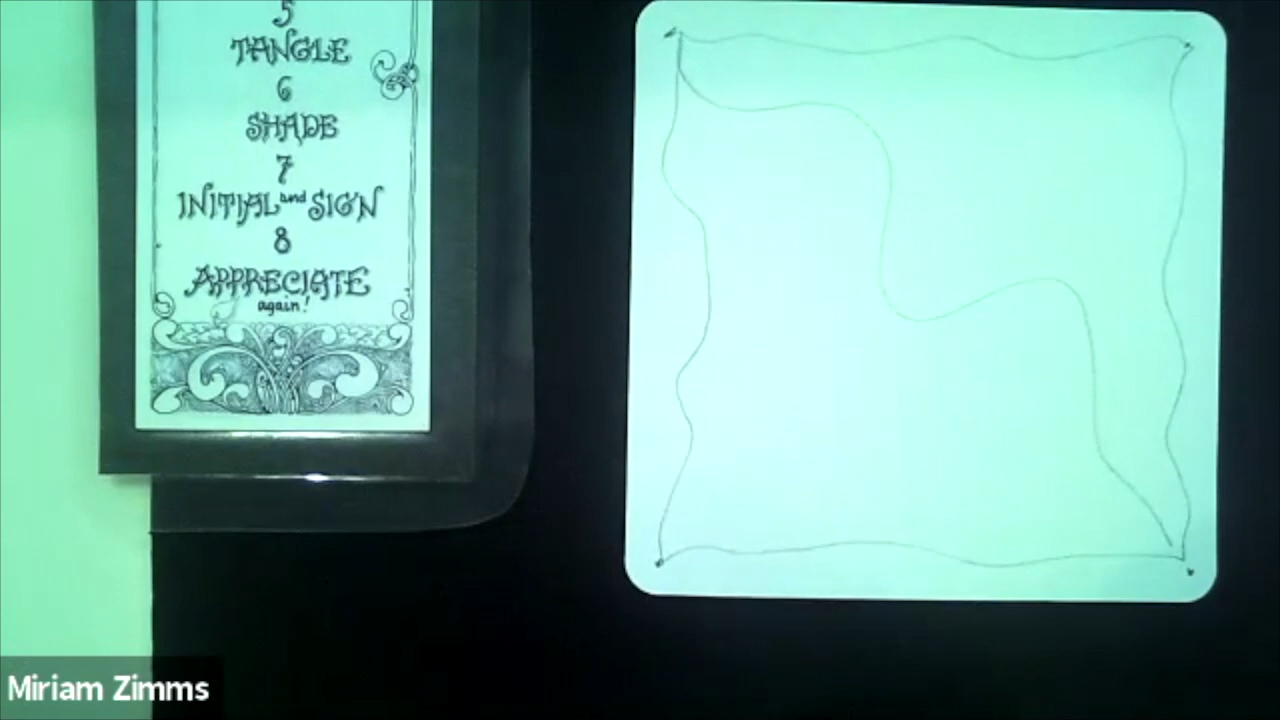 5
TANGLE
6
SHADE
7
INITIAL and SIGN
8
APPRECIATE
again!
Miriam Zimms